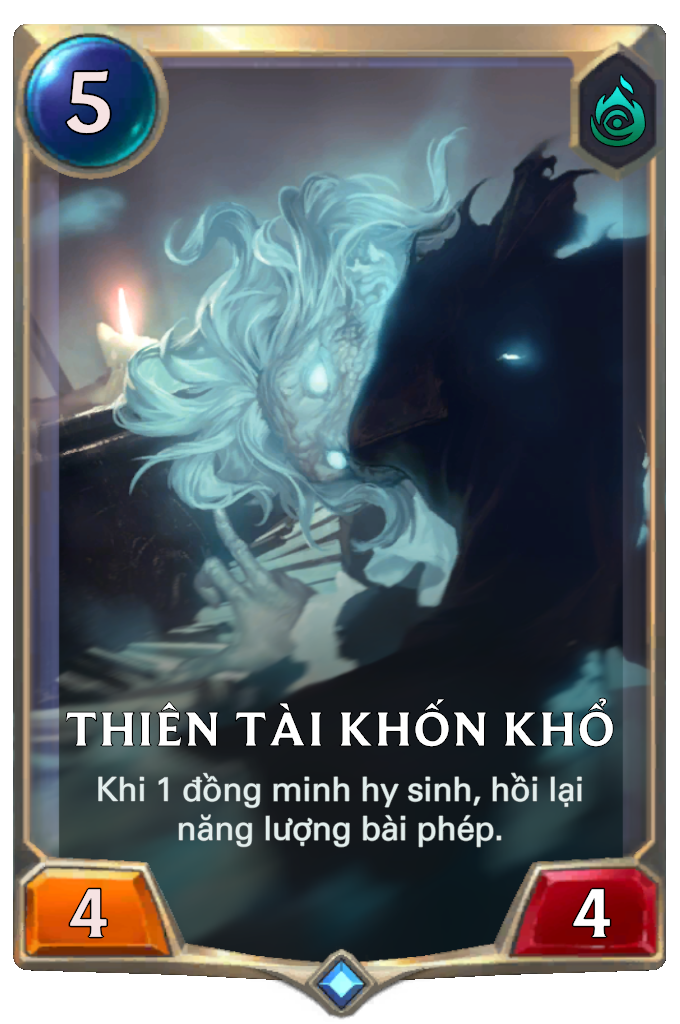 5
THIÊN TÀI KHỐN KHỔ
Khi 1 đồng minh hy sinh, hồi lại
năng lượng bài phép.
4
4